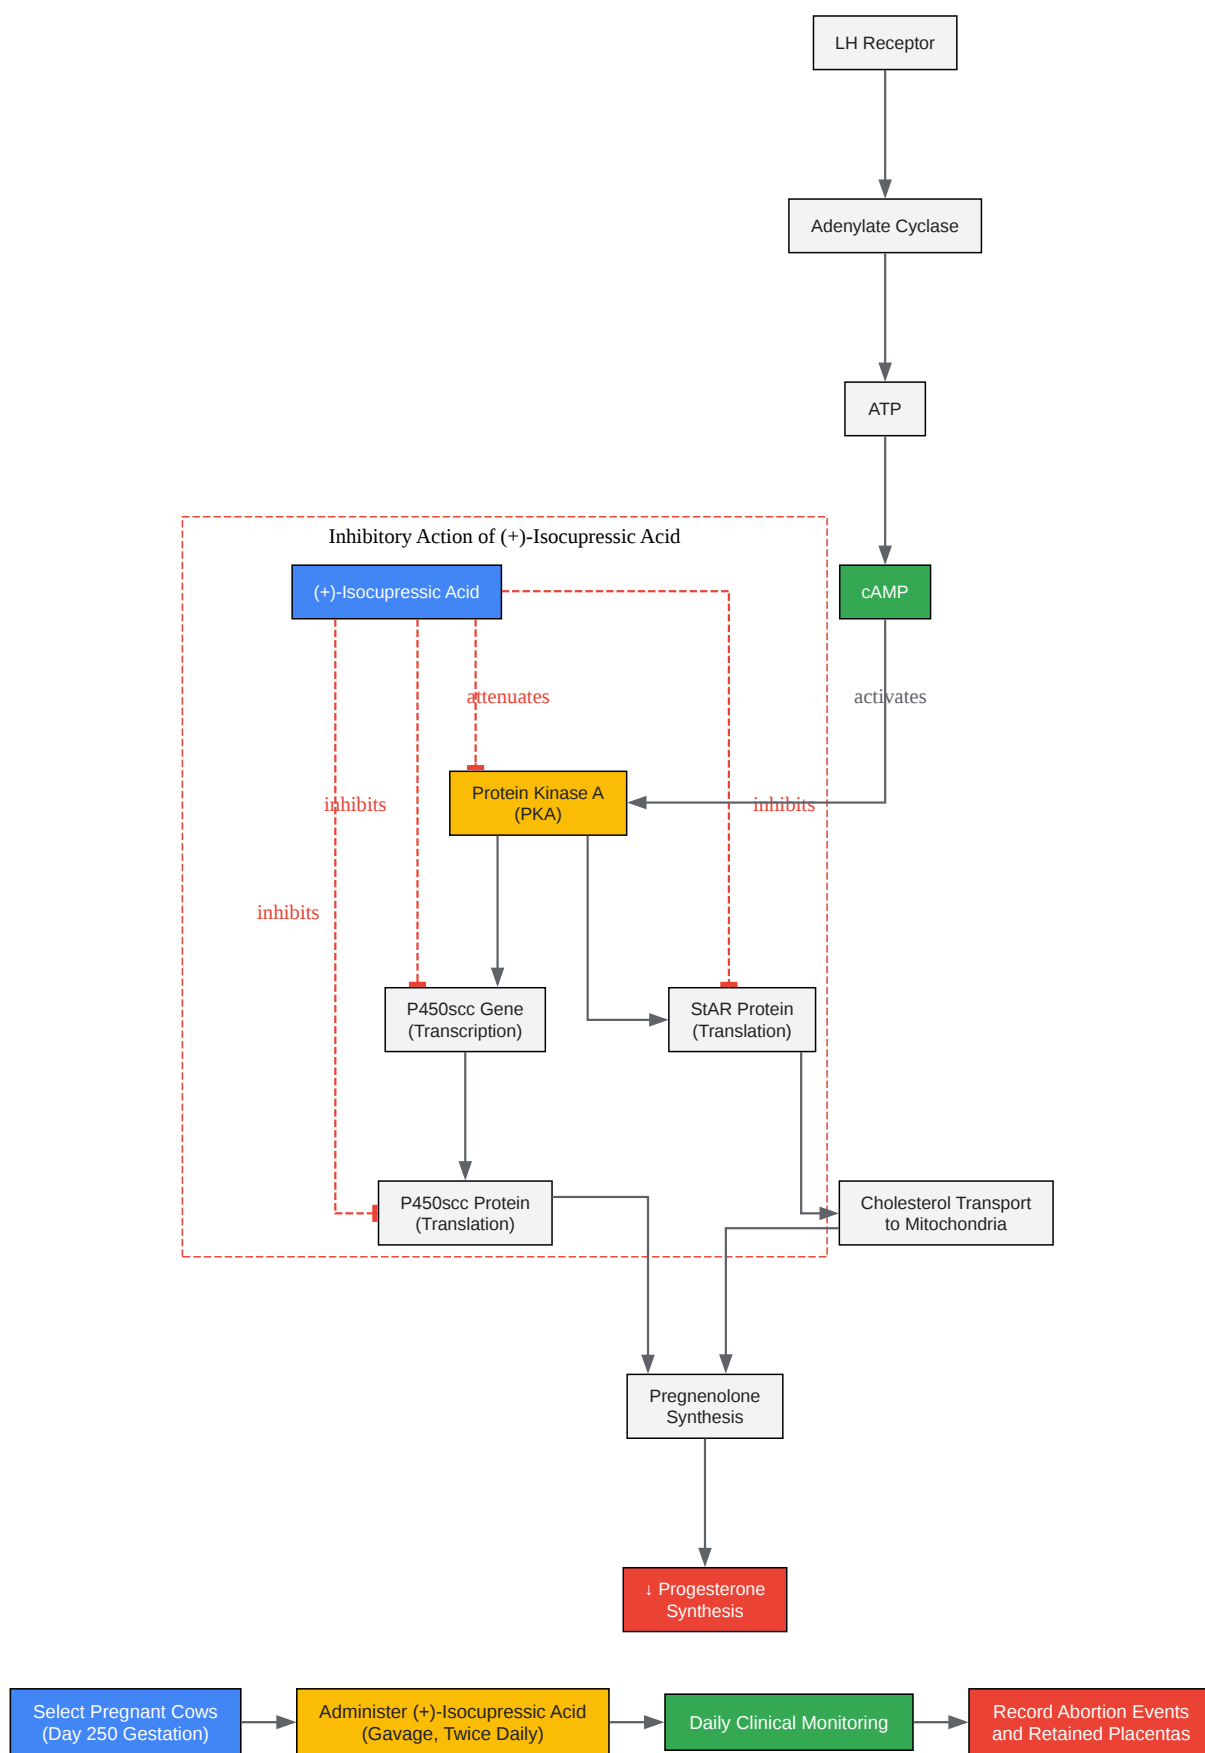 LH Receptor
Adenylate Cyclase
ATP
Inhibitory Action of (+)-Isocupressic Acid
(+)-Isocupressic Acid
cAMP
attenuates
activates
Protein Kinase A
(PKA)
inhibits
inhibits
inhibits
P450scc Gene
(Transcription)
StAR Protein
(Translation)
P450scc Protein
(Translation)
Cholesterol Transport
to Mitochondria
Pregnenolone
Synthesis
↓ Progesterone
Synthesis
Select Pregnant Cows
(Day 250 Gestation)
Administer (+)-Isocupressic Acid
(Gavage, Twice Daily)
Daily Clinical Monitoring
Record Abortion Events
and Retained Placentas